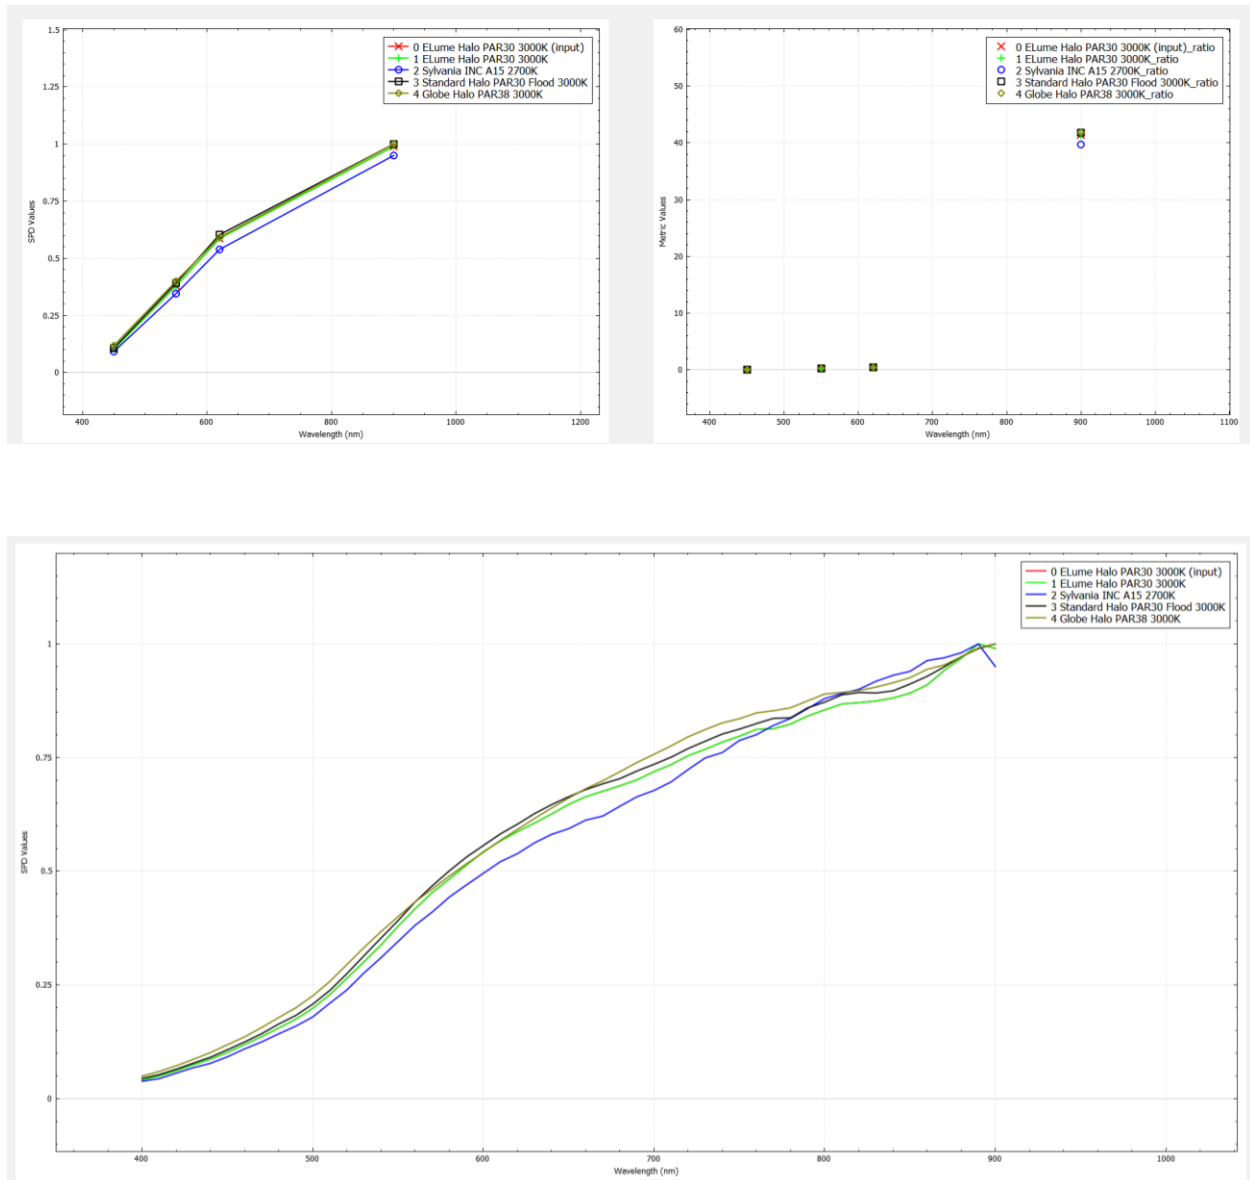 1.5
1.25
1
0.75
0.5
0.25
0
SPD Values
400
600
800
1000
1200
Wavelength (nm)
0 ELume Halo PAR30 3000K (input)
1 ELume Halo PAR30 3000K
2 Sylvania INC A15 2700K
3 Standard Halo PAR30 Flood 3000K
4 Globe Halo PAR38 3000K
60
50
40
30
20
10
0
Metric Values
400
500
600
700
800
900
1000
1100
Wavelength (nm)
0 ELume Halo PAR30 3000K (input)_ratio
1 ELume Halo PAR30 3000K_ratio
2 Sylvania INC A15 2700K_ratio
3 Standard Halo PAR30 Flood 3000K_ratio
4 Globe Halo PAR38 3000K_ratio
0 ELume Halo PAR30 3000K (input)
1 ELume Halo PAR30 3000K
2 Sylvania INC A15 2700K
3 Standard Halo PAR30 Flood 3000K
4 Globe Halo PAR38 3000K
1
0.75
0.5
0.25
0
SPD Values
400
500
600
700
800
900
1000
Wavelength (nm)